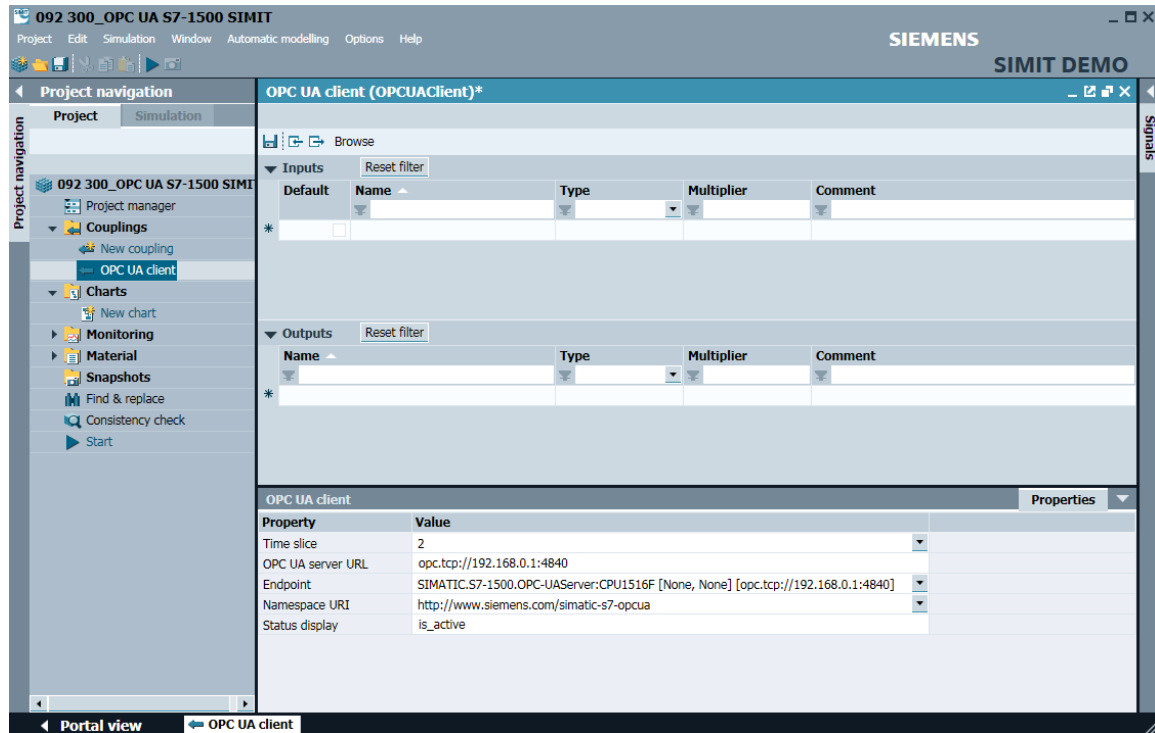 092 300_OPC UA S7-1500 SIMIT
Project Edit Simulation Window Automatic modelling Options Help
SIEMENS
SIMIT DEMO
Project navigation
OPC UA client (OPCUAClient)*
Project navigation
Signals
Project Simulation
Browse
Inputs Reset filter
Default Name Type Multiplier Comment
*
092 300_OPC UA S7-1500 SIMI
Project manager
Couplings
New coupling
OPC UA client
Charts
New chart
Monitoring
Material
Snapshots
Find & replace
Consistency check
Start
Outputs Reset filter
Name Type Multiplier Comment
*
OPC UA client Properties
Property Value
Time slice 2
OPC UA server URL opc.tcp://192.168.0.1:4840
Endpoint SIMATIC.S7-1500.OPC-UAServer:CPU1516F [None, None] [opc.tcp://192.168.0.1:4840]
Namespace URI http://www.siemens.com/simatic-s7-opcua
Status display is_active
Portal view OPC UA client